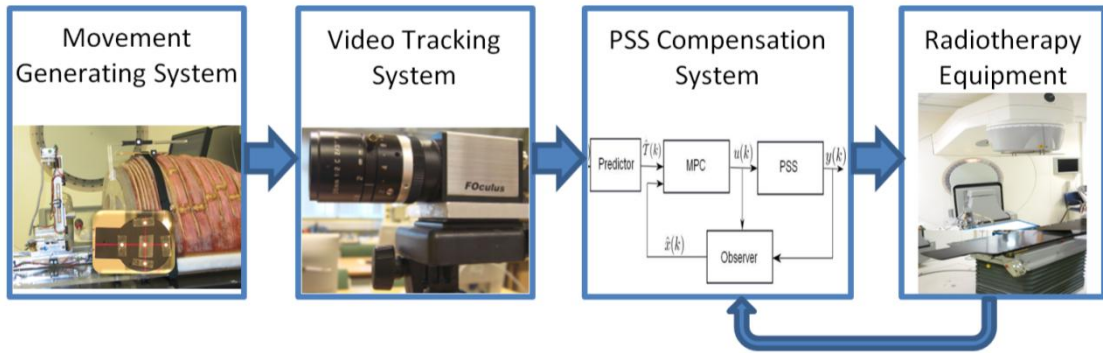 Movement
Generating System
Video Tracking
System
FOculus
PSS Compensation
System
Predictor
T̂(k)
MPC
u(k)
PSS
y(k)
x̂(k)
Observer
Radiotherapy
Equipment